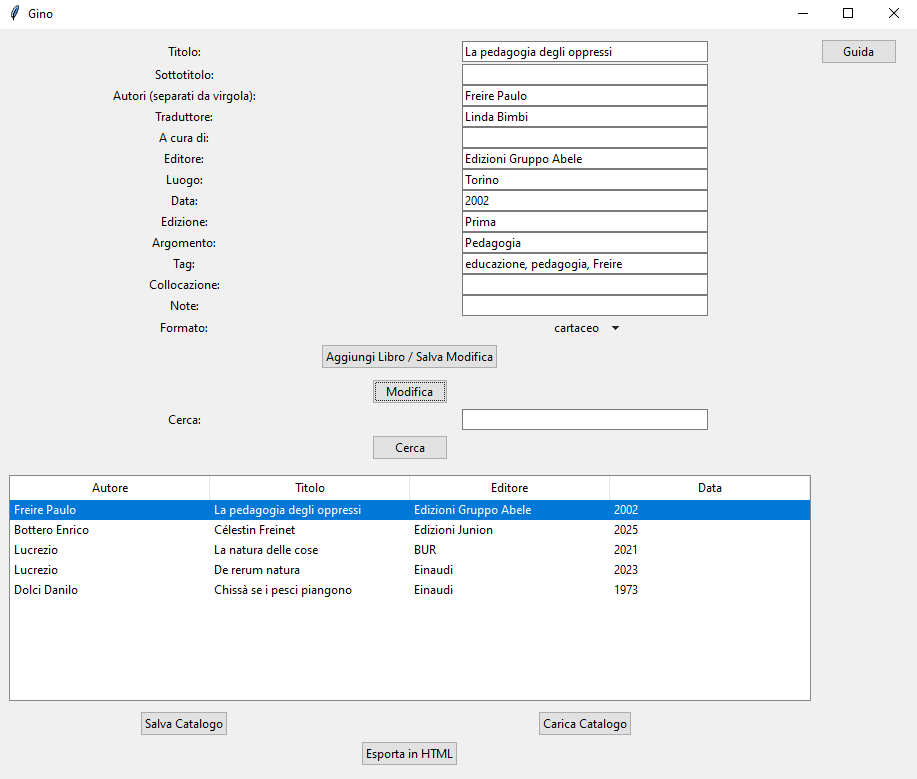 Gino
Titolo: La pedagogia degli oppressi Guida
Sottotitolo:
Autori (separati da virgola): Freire Paulo
Traduttore: Linda Bimbi
A cura di:
Editore: Edizioni Gruppo Abele
Luogo: Torino
Data: 2002
Edizione: Prima
Argomento: Pedagogia
Tag: educazione, pedagogia, Freire
Collocazione:
Note:
Formato: cartaceo
Aggiungi Libro / Salva Modifica
Modifica
Cerca:
Cerca
Autore Titolo Editore Data
Freire Paulo La pedagogia degli oppressi Edizioni Gruppo Abele 2002
Bottero Enrico Célestin Freinet Edizioni Junion 2025
Lucrezio La natura delle cose BUR 2021
Lucrezio De rerum natura Einaudi 2023
Dolci Danilo Chissà se i pesci piangono Einaudi 1973
Salva Catalogo Carica Catalogo
Esporta in HTML